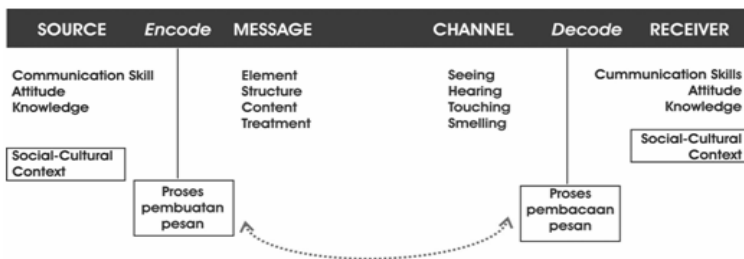 SOURCE Encode MESSAGE CHANNEL Decode RECEIVER
Communication Skill
Attitude
Knowledge
Social-Cultural
Context
Element
Structure
Content
Treatment
Seeing
Hearing
Touching
Smelling
Cummunication Skills
Attitude
Knowledge
Social-Cultural
Context
Proses
pembuatan
pesan
Proses
pembacaan
pesan